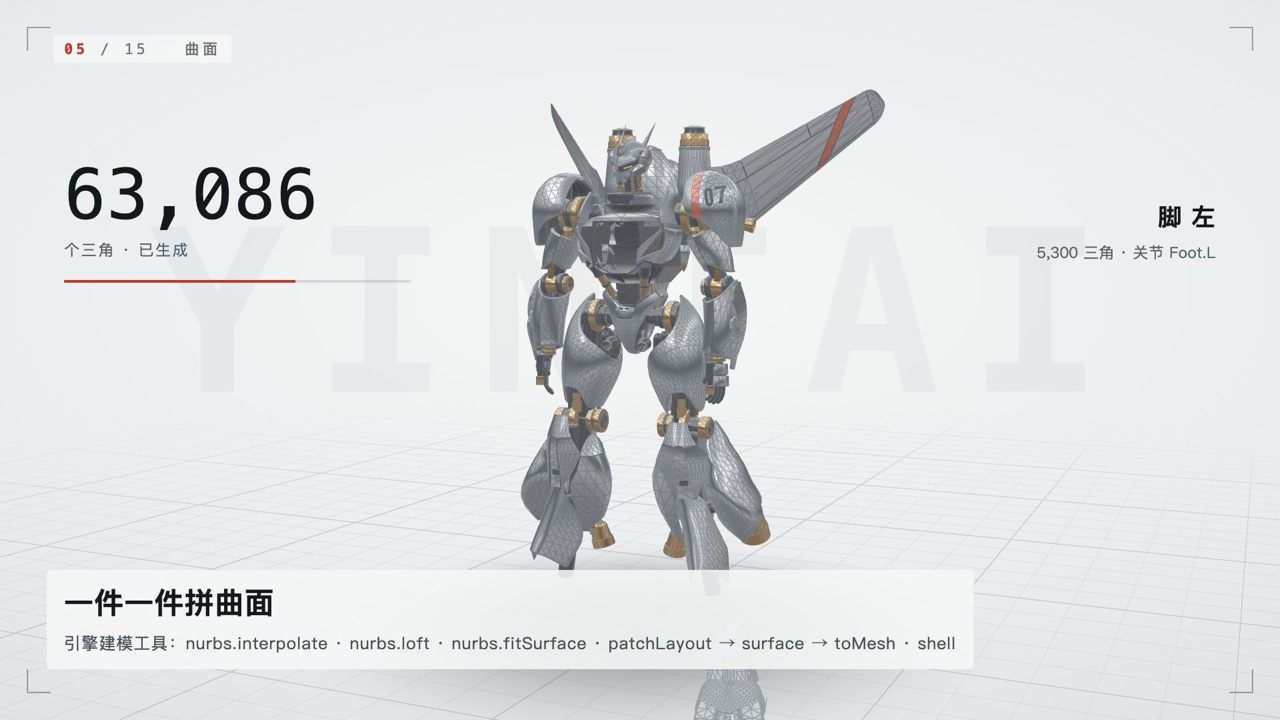 05 / 15 曲面
63,086
个三角 · 已生成
脚 左
5,300 三角 · 关节 Foot.L
07
一件一件拼曲面
引擎建模工具：nurbs.interpolate · nurbs.loft · nurbs.fitSurface · patchLayout → surface → toMesh · shell